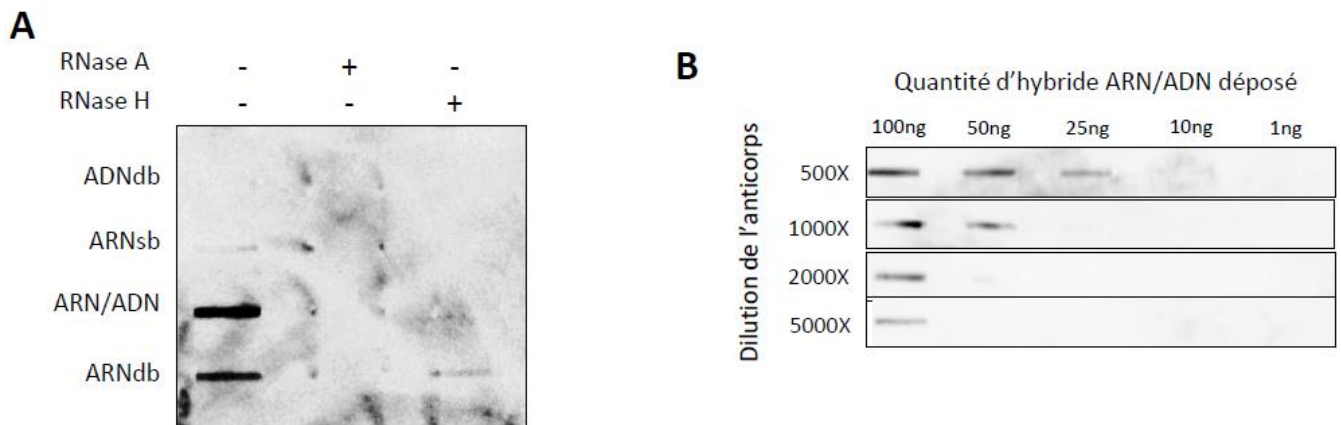 A
RNase A - + -
RNase H - - +
ADNdb
ARNsb
ARN/ADN
ARNdb
B
Quantité d'hybride ARN/ADN déposé
100ng 50ng 25ng 10ng 1ng
Dilution de l'anticorps
500X
1000X
2000X
5000X